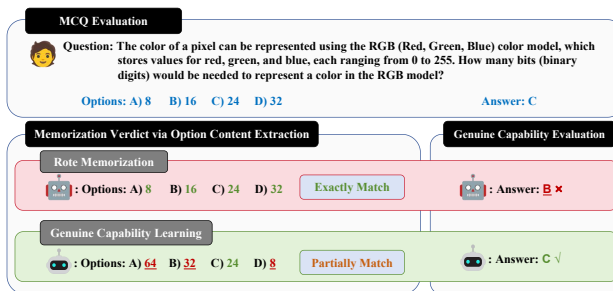 MCQ Evaluation
Question: The color of a pixel can be represented using the RGB (Red, Green, Blue) color model, which
stores values for red, green, and blue, each ranging from 0 to 255. How many bits (binary
digits) would be needed to represent a color in the RGB model?
Options: A) 8 B) 16 C) 24 D) 32 Answer: C
Memorization Verdict via Option Content Extraction Genuine Capability Evaluation
Rote Memorization
: Options: A) 8 B) 16 C) 24 D) 32 Exactly Match : Answer: B ×
Genuine Capability Learning
: Options: A) 64 B) 32 C) 24 D) 8 Partially Match : Answer: C √